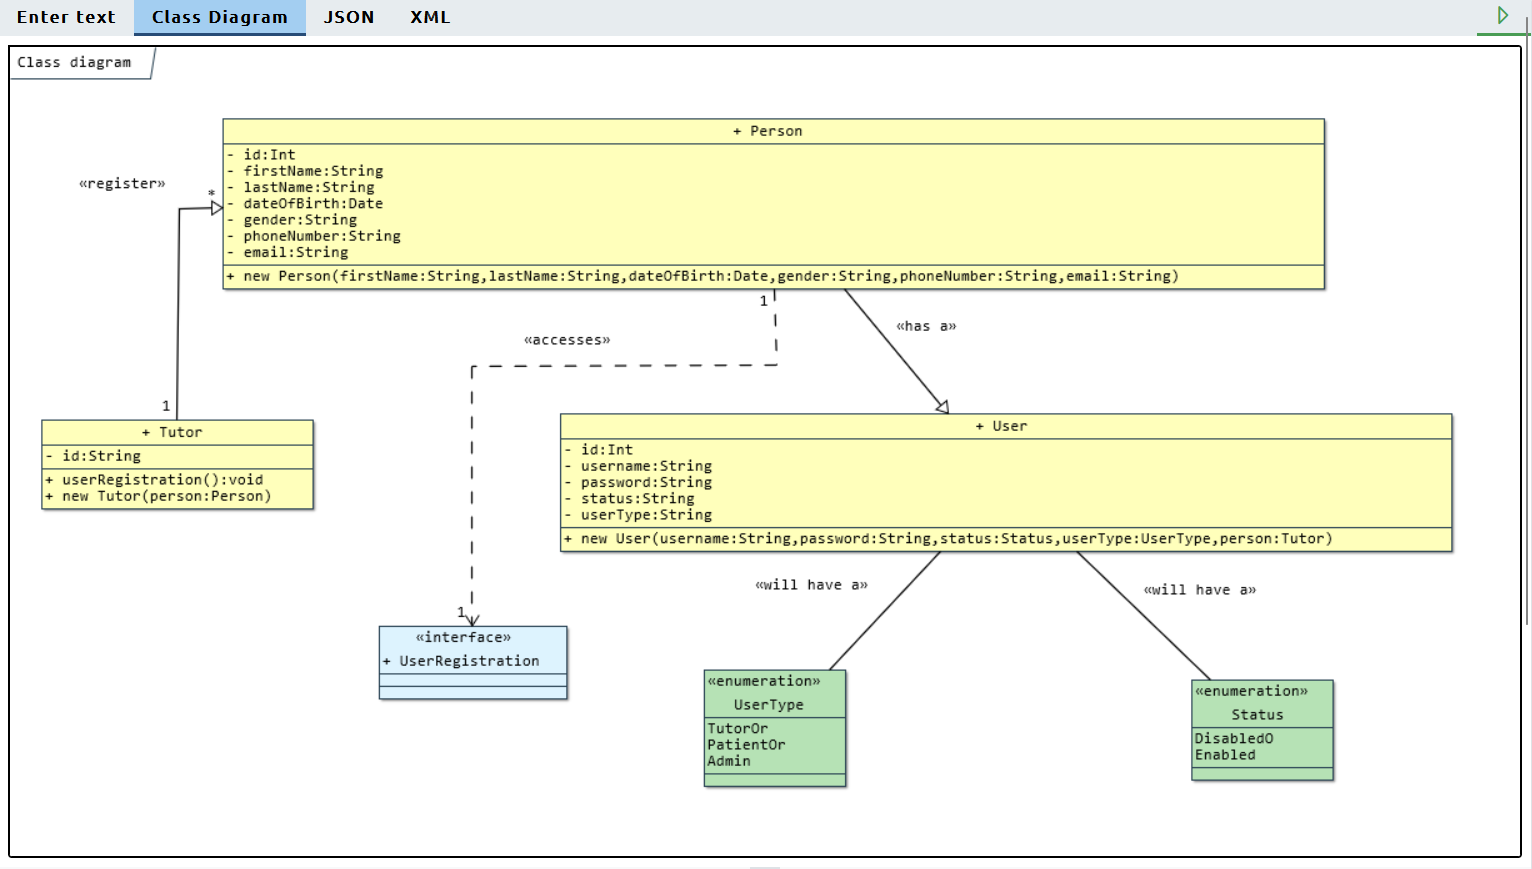 Enter text
Class Diagram
JSON
XML
Class diagram
+ Person
- id:Int
- firstName:String
- lastName:String
- dateOfBirth:Date
- gender:String
- phoneNumber:String
- email:String
+ new Person(firstName:String,lastName:String,dateOfBirth:Date,gender:String,phoneNumber:String,email:String)
«register»
*
1
«accesses»
1
«has a»
1
+ Tutor
- id:String
+ userRegistration():void
+ new Tutor(person:Person)
+ User
- id:Int
- username:String
- password:String
- status:String
- userType:String
+ new User(username:String,password:String,status:Status,userType:UserType,person:Tutor)
«will have a»
«will have a»
«interface»
+ UserRegistration
«enumeration»
UserType
TutorOr
PatientOr
Admin
«enumeration»
Status
DisabledO
Enabled